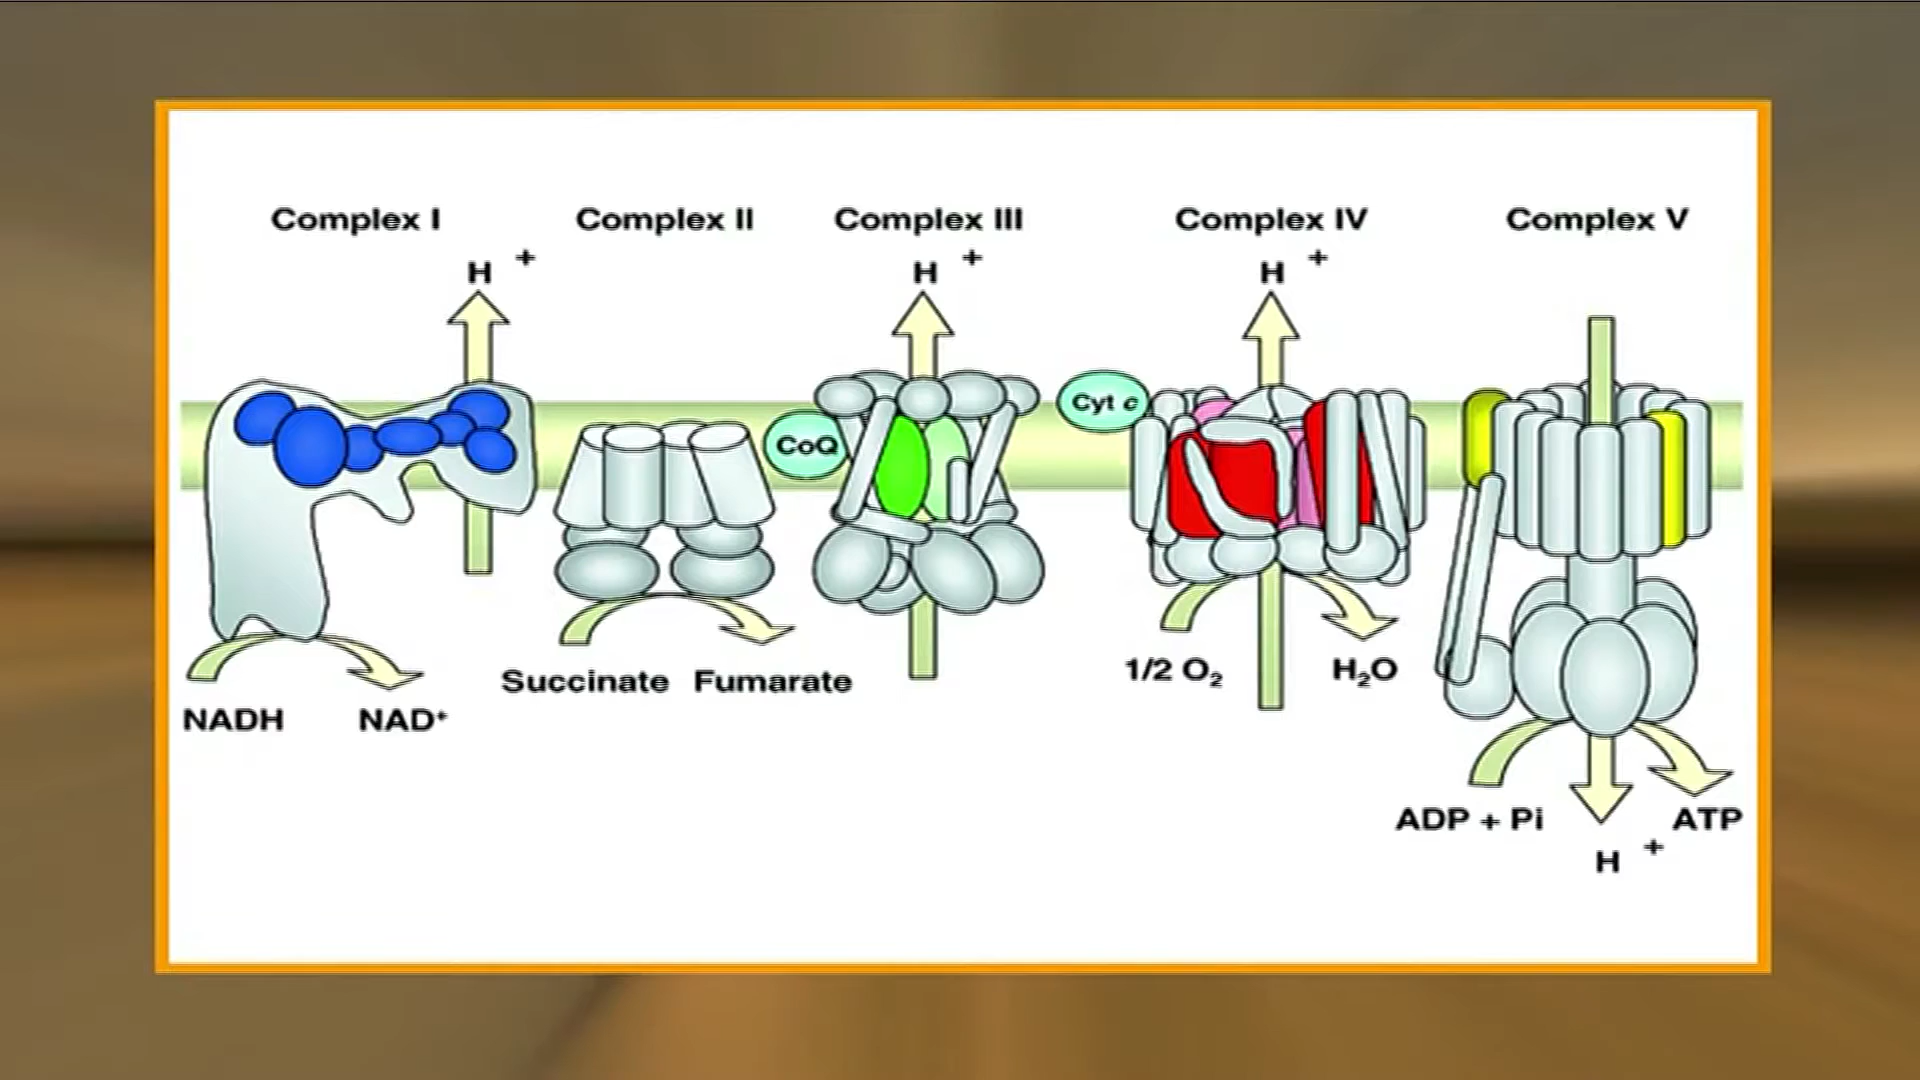 Complex I Complex II Complex III Complex IV Complex V
H + H + H +
Cyt c
CoQ
1/2 O₂ H₂O
Succinate Fumarate
NADH NAD⁺
ADP + Pi ATP
H +